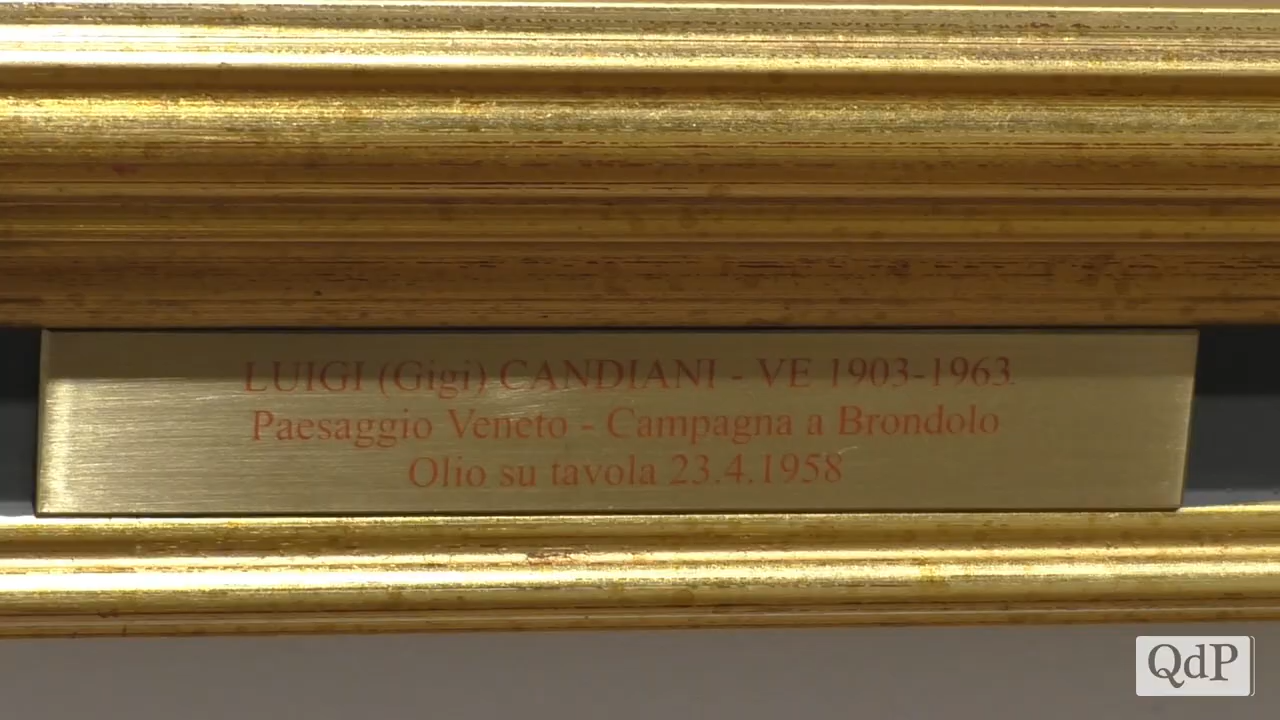 LUIGI (Gigi) CANDIANI - VE 1903-1963
Paesaggio Veneto - Campagna a Brondolo
Olio su tavola 23.4.1958
QdP